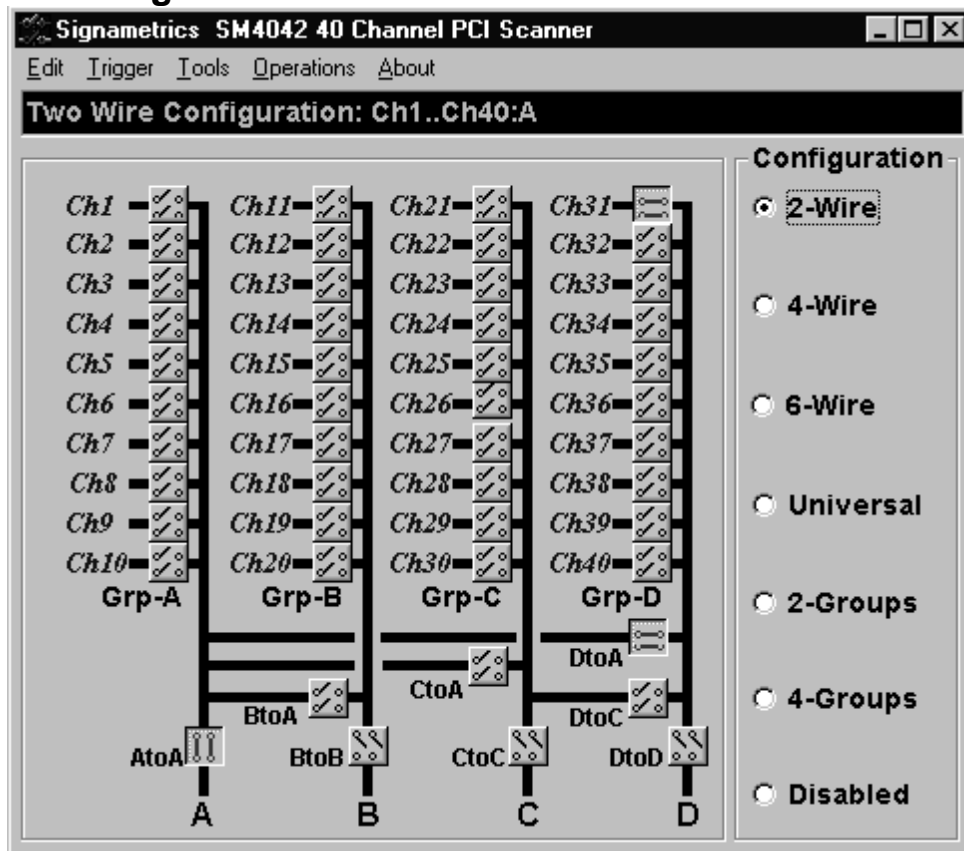 Signametrics SM4042 40 Channel PCI Scanner
Edit Trigger Tools Operations About
Two Wire Configuration: Ch1..Ch40:A
Configuration
Ch1 Ch11 Ch21 Ch31 2-Wire
Ch2 Ch12 Ch22 Ch32
Ch3 Ch13 Ch23 Ch33 4-Wire
Ch4 Ch14 Ch24 Ch34
Ch5 Ch15 Ch25 Ch35
Ch6 Ch16 Ch26 Ch36 6-Wire
Ch7 Ch17 Ch27 Ch37
Ch8 Ch18 Ch28 Ch38
Ch9 Ch19 Ch29 Ch39 Universal
Ch10 Ch20 Ch30 Ch40
Grp-A Grp-B Grp-C Grp-D 2-Groups
DtoA
CtoA
BtoA DtoC 4-Groups
AtoA BtoB CtoC DtoD
A B C D Disabled